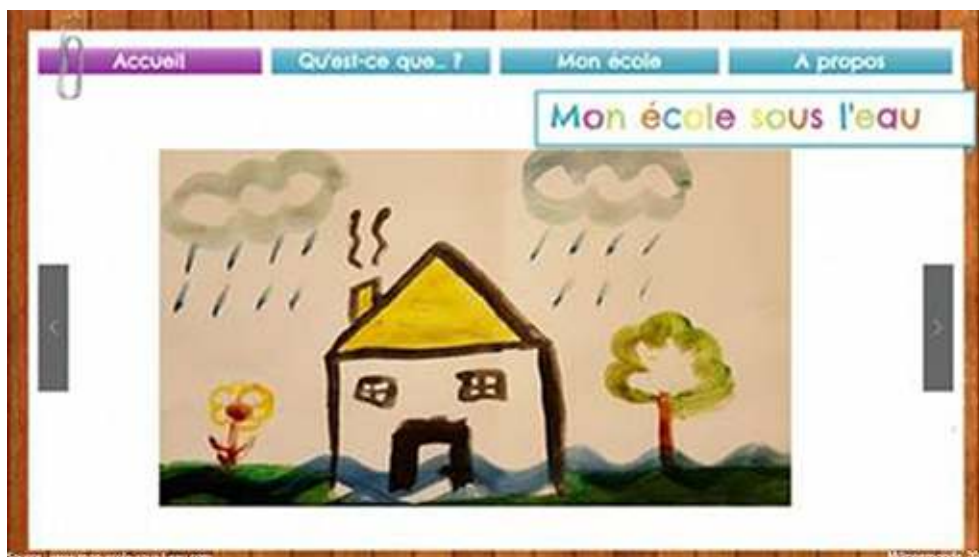 Accueil
Qu'est-ce que... ?
Mon école
A propos
Mon école sous l'eau